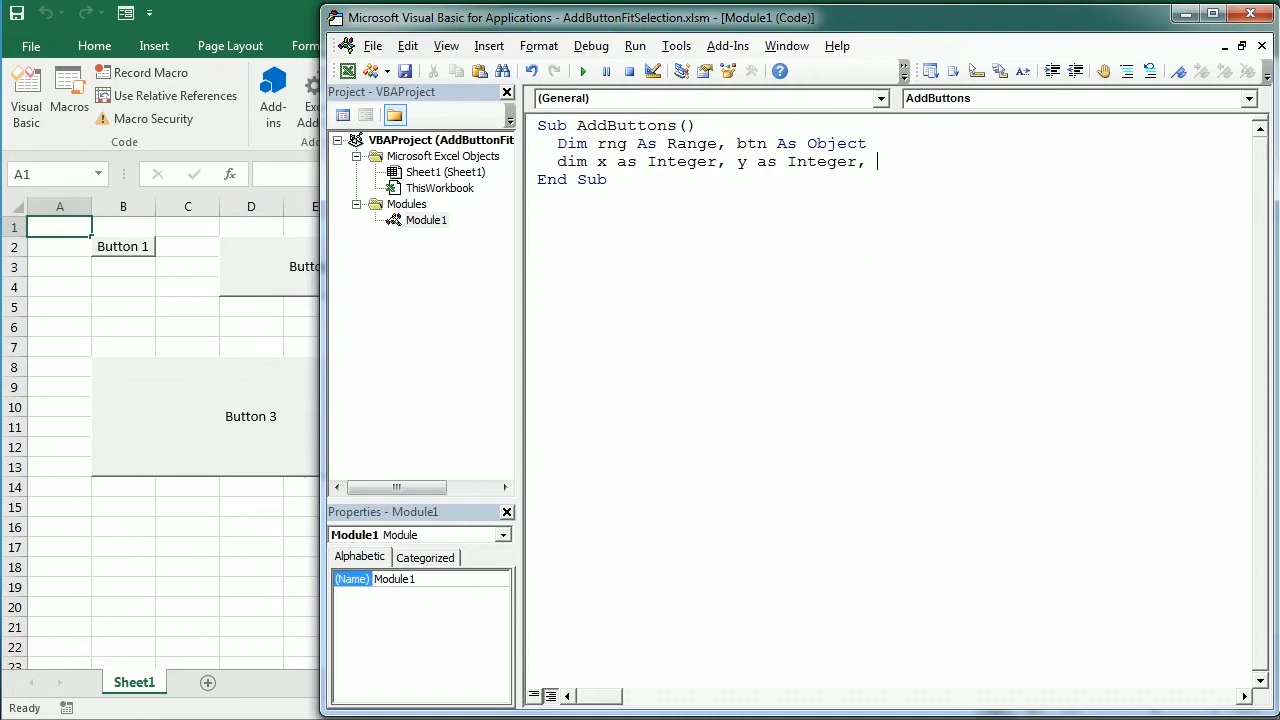 Microsoft Visual Basic for Applications - AddButtonFitSelection.xlsm - [Module1 (Code)]
File Home Insert Page Layout Form
File Edit View Insert Format Debug Run Tools Add-Ins Window Help
Visual Basic
Macros
Record Macro
Use Relative References
Macro Security
Code
Add-ins
Exc
Add
A1
fx
A B C D E
1
2
3
4
5
6
7
8
9
10
11
12
13
14
15
16
17
18
19
20
21
22
23
Button 1
Butto
Button 3
Sheet1
Ready
Project - VBAProject
VBAProject (AddButtonFit
Microsoft Excel Objects
Sheet1 (Sheet1)
ThisWorkbook
Modules
Module1
Properties - Module1
Module1 Module
Alphabetic Categorized
(Name) Module1
(General) AddButtons
Sub AddButtons()
Dim rng As Range, btn As Object
dim x as Integer, y as Integer,
End Sub